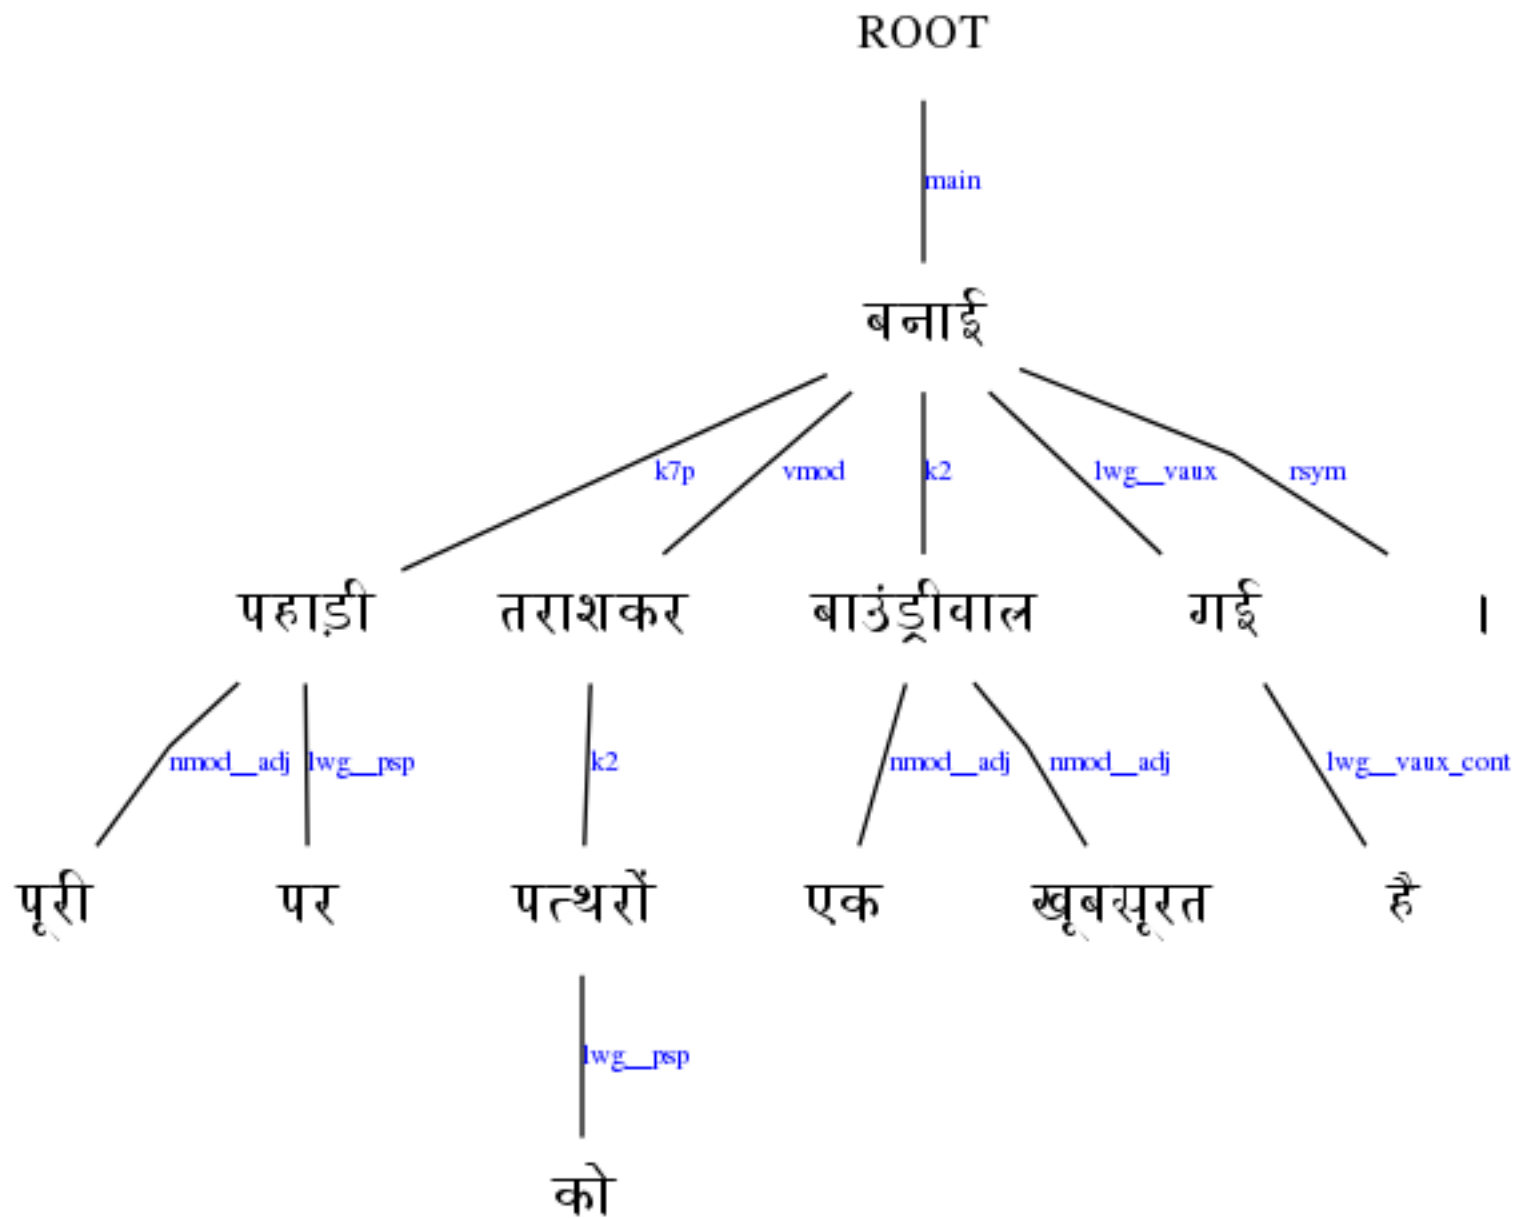 ROOT
main
बनाई
k7p vmod k2 lwg__vaux rsym
पहाड़ी तराशकर बाउंड्रीवाल गई ।
nmod__adj lwg__psp k2 nmod__adj nmod__adj lwg__vaux_cont
पूरी पर पत्थरों एक खूबसूरत है
lwg__psp
को